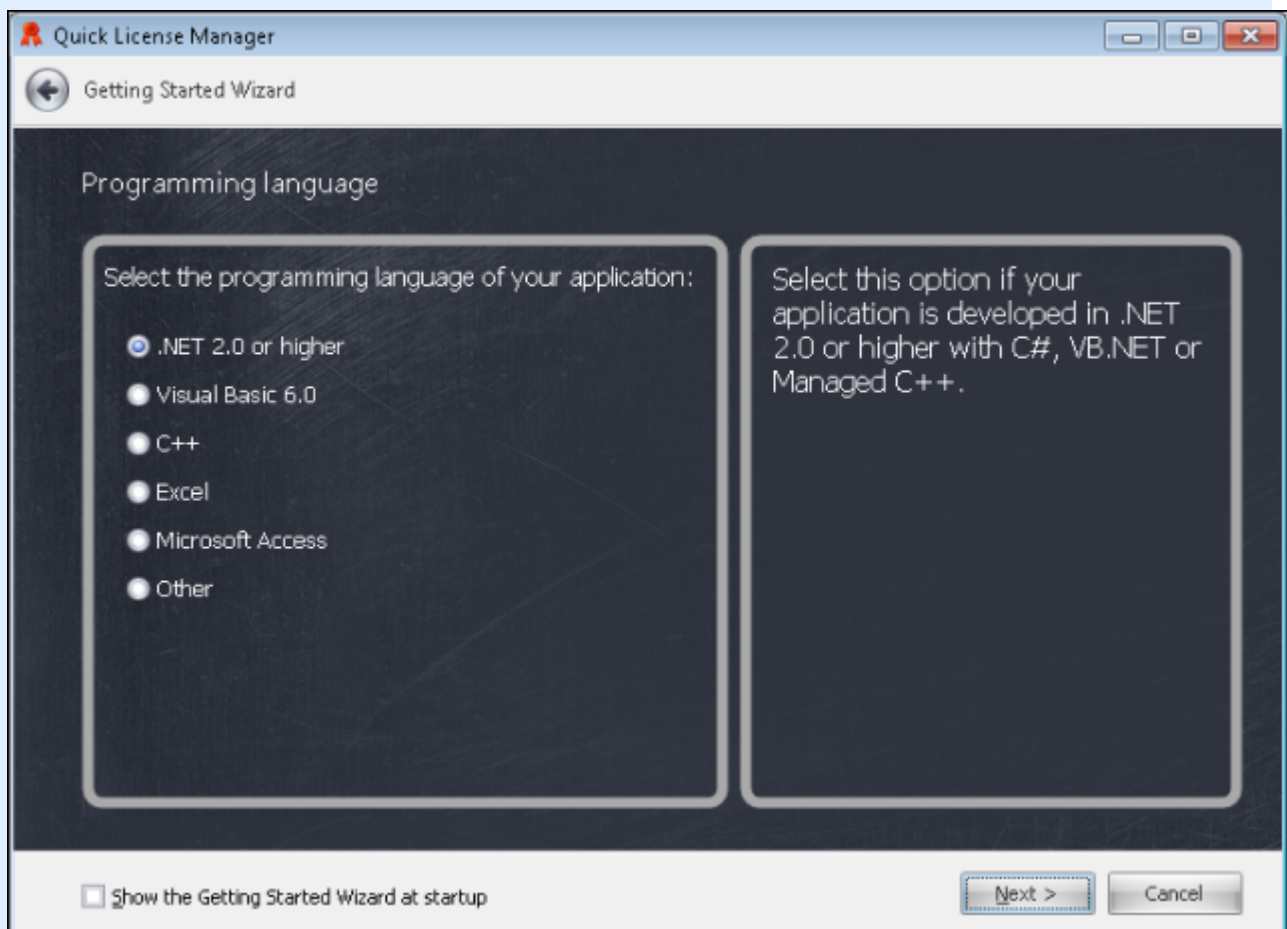 Quick License Manager
Getting Started Wizard
Programming language
Select the programming language of your application:
.NET 2.0 or higher
Visual Basic 6.0
C++
Excel
Microsoft Access
Other
Select this option if your
application is developed in .NET
2.0 or higher with C#, VB.NET or
Managed C++.
Show the Getting Started Wizard at startup
Next >
Cancel